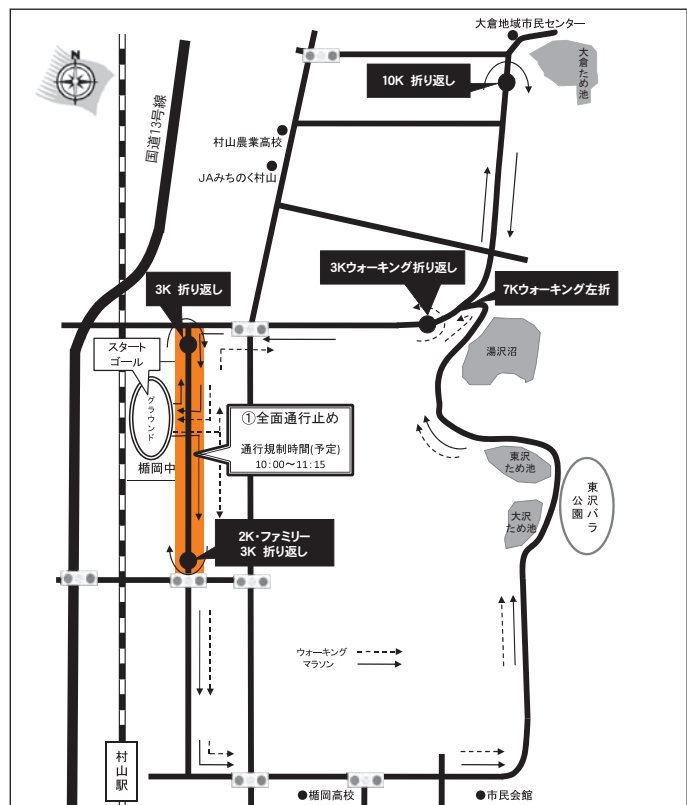 大倉地域市民センター
大倉
ため池
10K 折り返し
国道13号線
村山農業高校
JAみちのく村山
3Kウォーキング折り返し
7Kウォーキング左折
3K 折り返し
スタート
ゴール
湯沢沼
グラウンド
①全面通行止め
通行規制時間(予定)
10:00～11:15
楯岡中
東沢
ため池
東沢バラ
公園
大沢
ため池
2K・ファミリー
3K 折り返し
ウォーキング
マラソン
村山駅
楯岡高校
市民会館